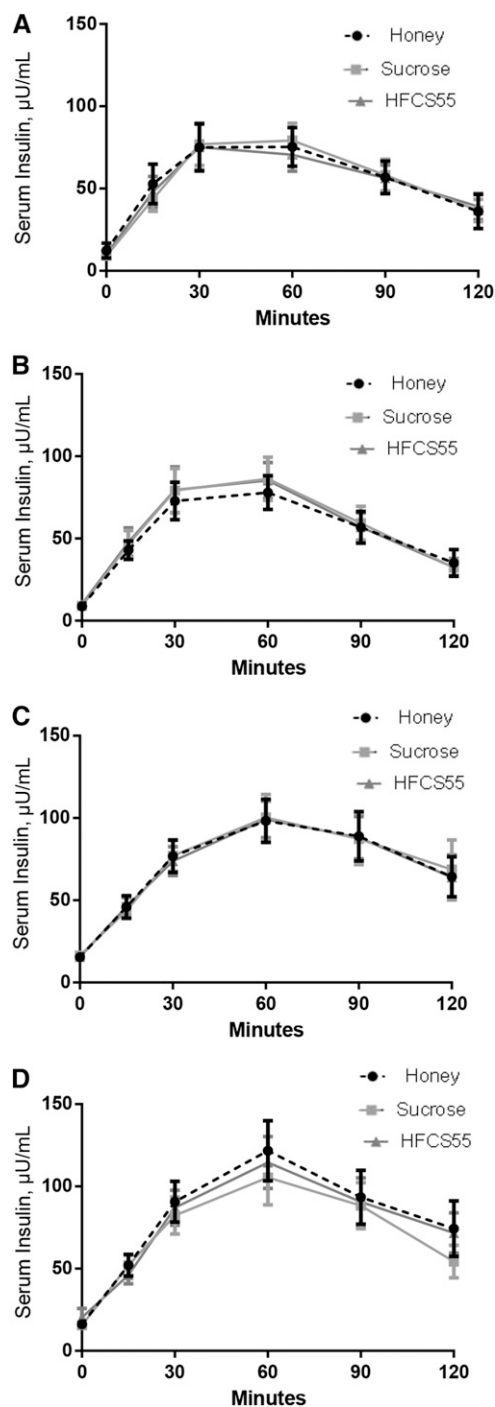 A
Honey
Sucrose
HFCS55
Serum Insulin, µU/mL
150
100
50
0
0 30 60 90 120
Minutes
B
Honey
Sucrose
HFCS55
Serum Insulin, µU/mL
150
100
50
0
0 30 60 90 120
Minutes
C
Honey
Sucrose
HFCS55
Serum Insulin, µU/mL
150
100
50
0
0 30 60 90 120
Minutes
D
Honey
Sucrose
HFCS55
Serum Insulin, µU/mL
150
100
50
0
0 30 60 90 120
Minutes